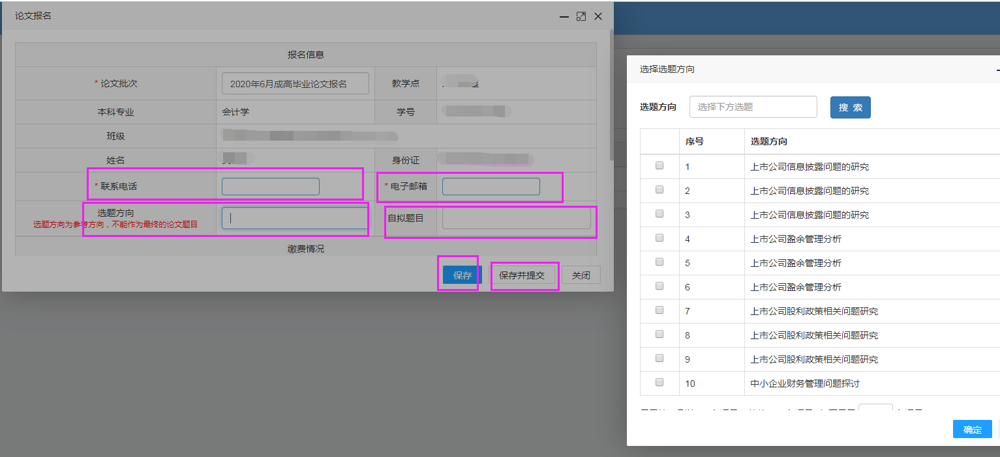 论文报名
报名信息
* 论文批次 2020年6月成高毕业论文报名 教学点
本科专业 会计学 学号
班级
姓名 身份证
* 联系电话 * 电子邮箱
选题方向 自拟题目
选题方向为参考方向，不能作为最终的论文题目
缴费情况
保存 保存并提交 关闭
选择选题方向
选题方向 选择下方选题 搜 索
序号 选题方向
1 上市公司信息披露问题的研究
2 上市公司信息披露问题的研究
3 上市公司信息披露问题的研究
4 上市公司盈余管理分析
5 上市公司盈余管理分析
6 上市公司盈余管理分析
7 上市公司股利政策相关问题研究
8 上市公司股利政策相关问题研究
9 上市公司股利政策相关问题研究
10 中小企业财务管理问题探讨
确定